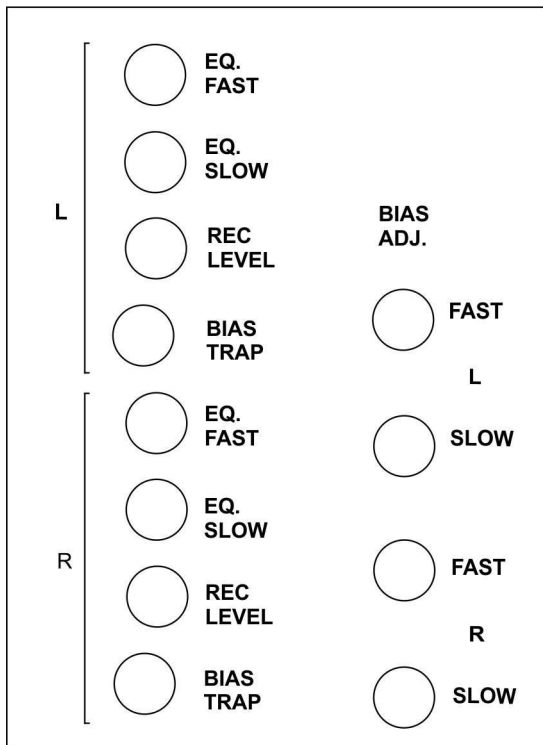 L
EQ.
FAST
EQ.
SLOW
REC
LEVEL
BIAS
TRAP
R
EQ.
FAST
EQ.
SLOW
REC
LEVEL
BIAS
TRAP
BIAS
ADJ.
FAST
L
SLOW
FAST
R
SLOW